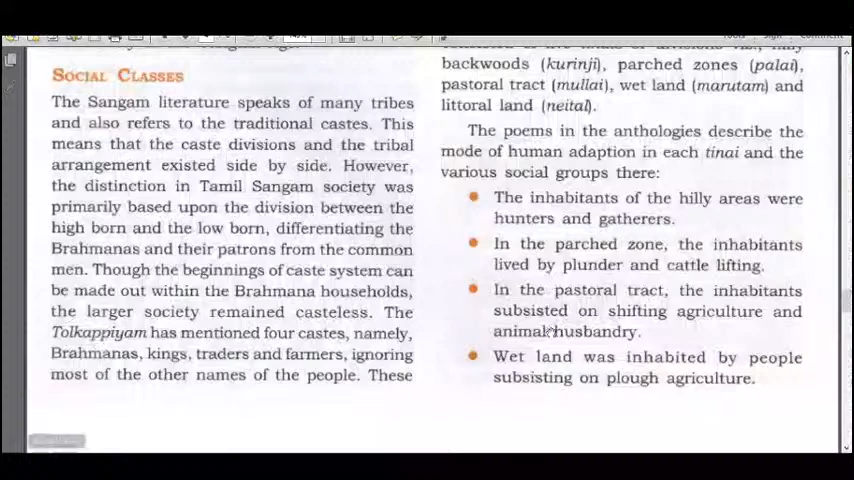 SOCIAL CLASSES
The Sangam literature speaks of many tribes
and also refers to the traditional castes. This
means that the caste divisions and the tribal
arrangement existed side by side. However,
the distinction in Tamil Sangam society was
primarily based upon the division between the
high born and the low born, differentiating the
Brahmanas and their patrons from the common
men. Though the beginnings of caste system can
be made out within the Brahmana households,
the larger society remained casteless. The
Tolkappiyam has mentioned four castes, namely,
Brahmanas, kings, traders and farmers, ignoring
most of the other names of the people. These
backwoods (kurinji), parched zones (palai),
pastoral tract (mullai), wet land (marutam) and
littoral land (neital).
The poems in the anthologies describe the
mode of human adaption in each tinai and the
various social groups there:
The inhabitants of the hilly areas were
hunters and gatherers.
In the parched zone, the inhabitants
lived by plunder and cattle lifting.
In the pastoral tract, the inhabitants
subsisted on shifting agriculture and
animal husbandry.
Wet land was inhabited by people
subsisting on plough agriculture.